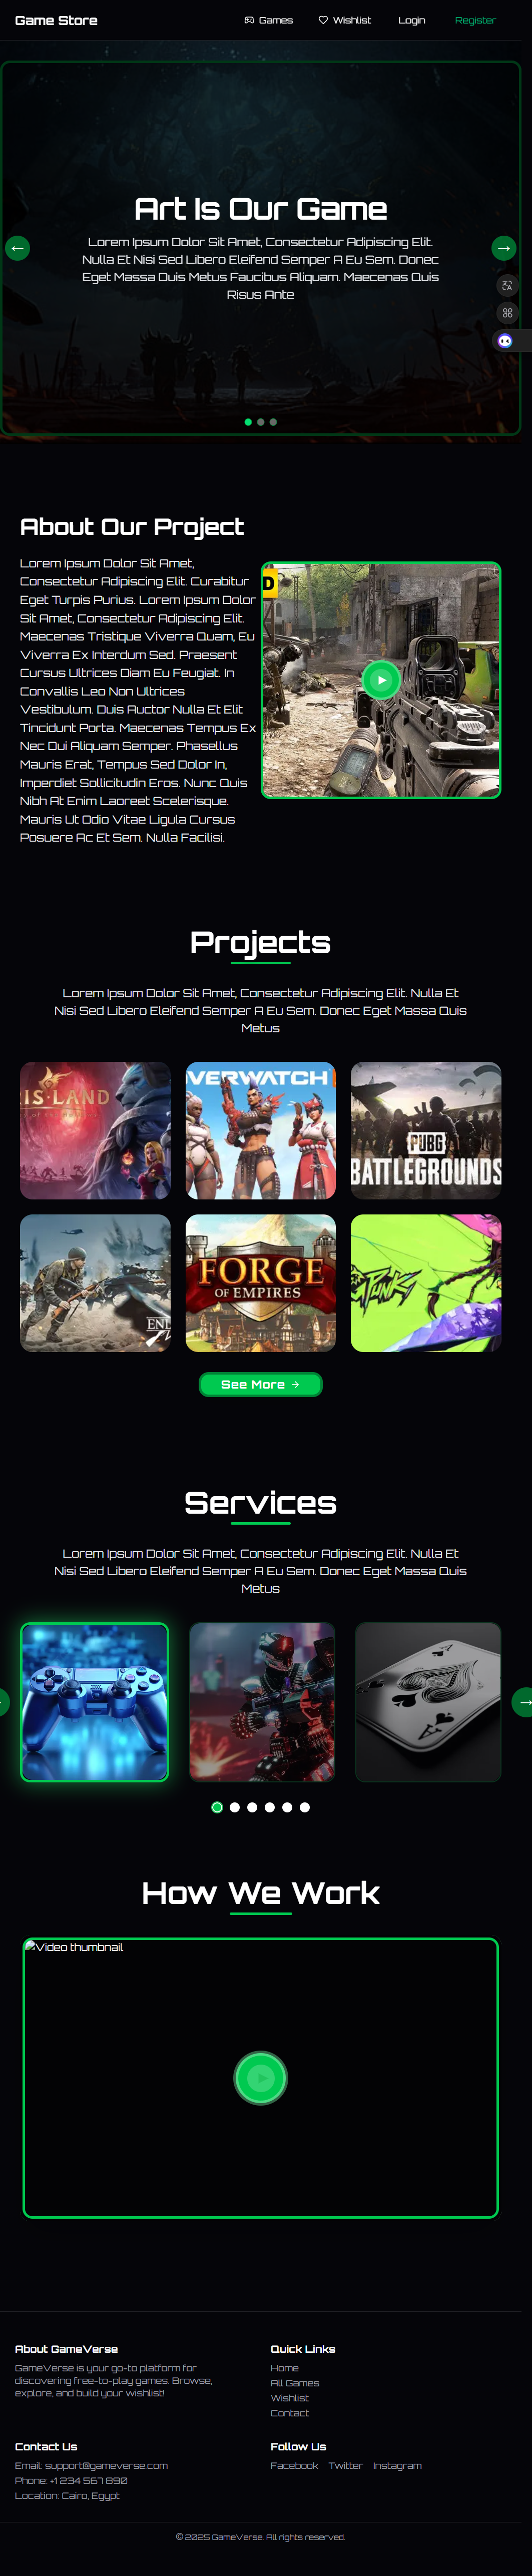 Game Store
Games
Wishlist
Login
Register
Art Is Our Game
Lorem Ipsum Dolor Sit Amet, Consectetur Adipiscing Elit.
Nulla Et Nisi Sed Libero Eleifend Semper A Eu Sem. Donec
Eget Massa Duis Metus Faucibus Aliquam. Maecenas Quis
Risus Ante
About Our Project
Lorem Ipsum Dolor Sit Amet,
Consectetur Adipiscing Elit. Curabitur
Eget Turpis Purius. Lorem Ipsum Dolor
Sit Amet, Consectetur Adipiscing Elit.
Maecenas Tristique Viverra Quam, Eu
Viverra Ex Interdum Sed. Praesent
Cursus Ultrices Diam Eu Feugiat. In
Convallis Leo Non Ultrices
Vestibulum. Duis Auctor Nulla Et Elit
Tincidunt Porta. Maecenas Tempus Ex
Nec Dui Aliquam Semper. Phasellus
Mauris Erat, Tempus Sed Dolor In,
Imperdiet Sollicitudin Eros. Nunc Quis
Nibh At Enim Laoreet Scelerisque.
Mauris Ut Odio Vitae Ligula Cursus
Posuere Ac Et Sem. Nulla Facilisi.
D
Projects
Lorem Ipsum Dolor Sit Amet, Consectetur Adipiscing Elit. Nulla Et
Nisi Sed Libero Eleifend Semper A Eu Sem. Donec Eget Massa Quis
Metus
IS LAND
VERWATCH
PUBG
BATTLEGROUNDS
ENL
FORGE
OF EMPIRES
PUNK
See More →
Services
Lorem Ipsum Dolor Sit Amet, Consectetur Adipiscing Elit. Nulla Et
Nisi Sed Libero Eleifend Semper A Eu Sem. Donec Eget Massa Quis
Metus
How We Work
Video thumbnail
About GameVerse
GameVerse is your go-to platform for
discovering free-to-play games. Browse,
explore, and build your wishlist!
Quick Links
Home
All Games
Wishlist
Contact
Contact Us
Email: support@gameverse.com
Phone: +1 234 567 890
Location: Cairo, Egypt
Follow Us
Facebook Twitter Instagram
© 2025 GameVerse. All rights reserved.